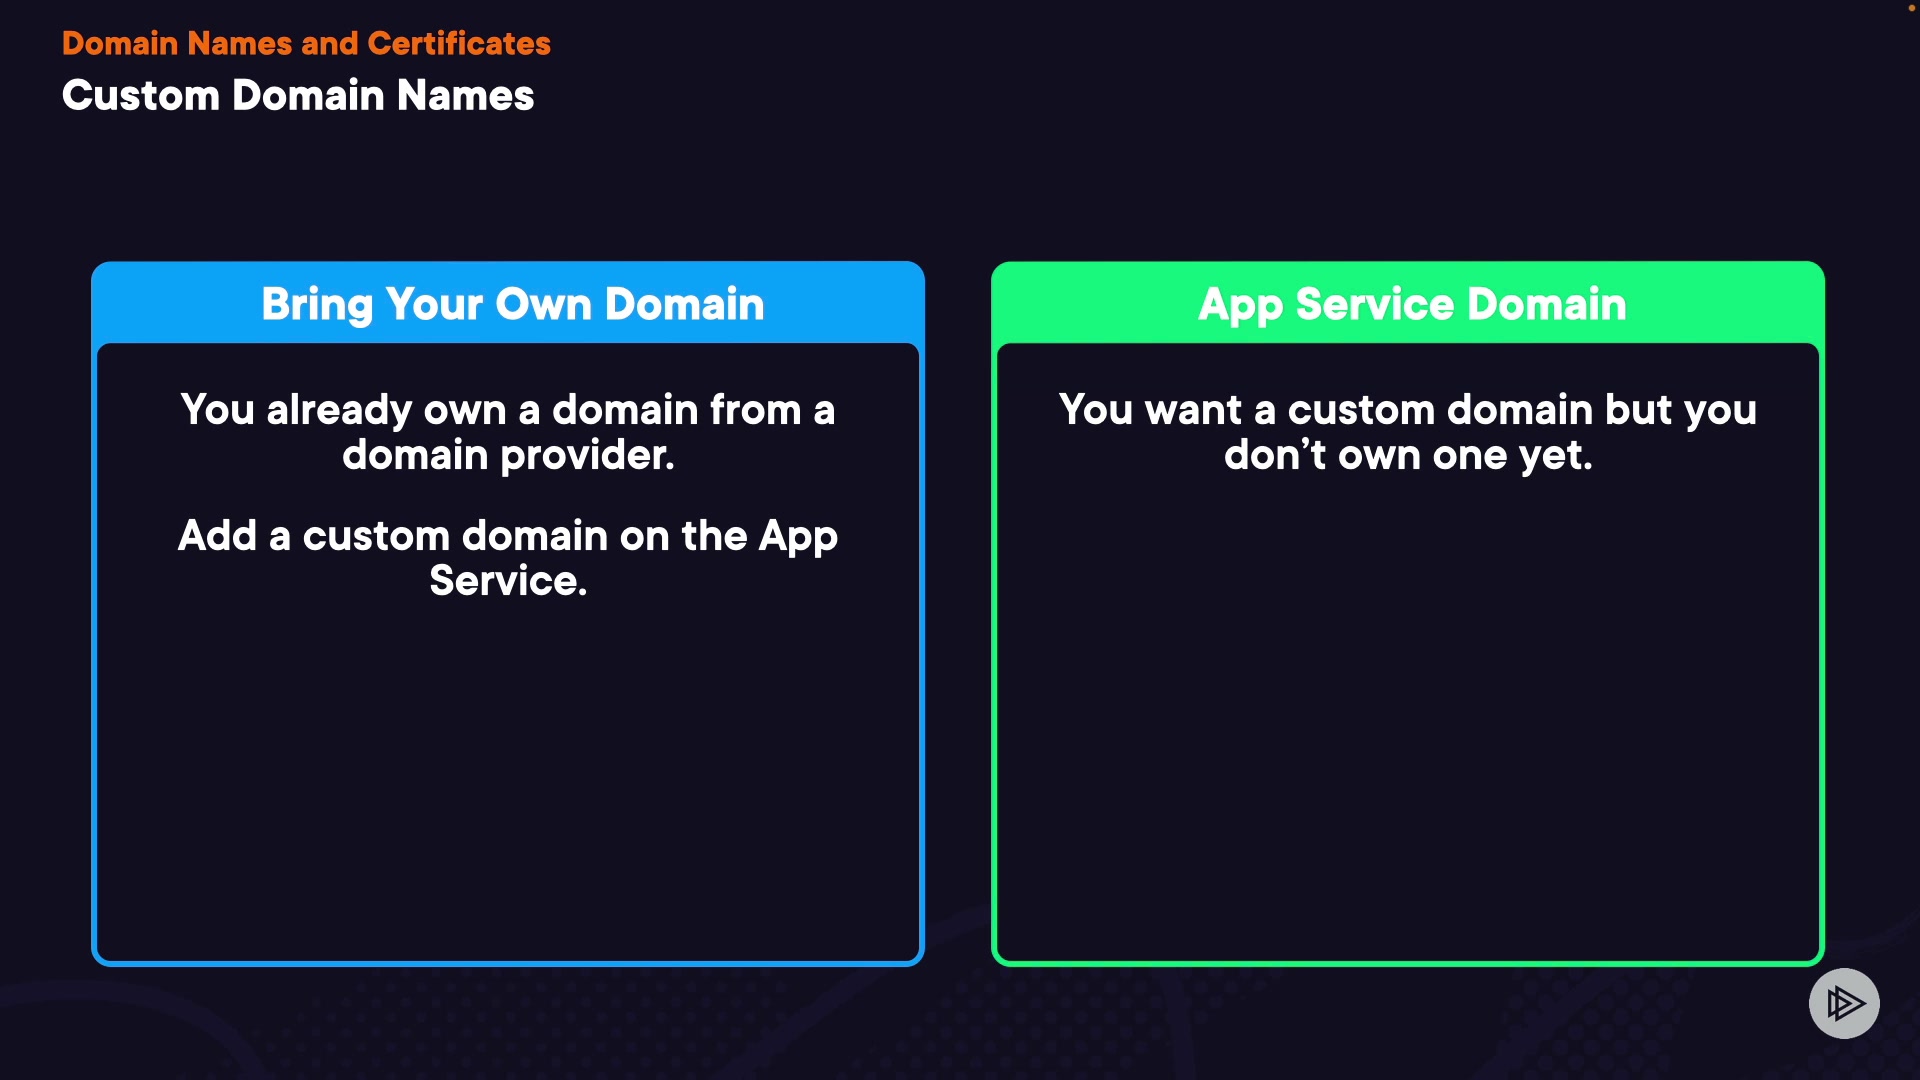 Domain Names and Certificates
Custom Domain Names
Bring Your Own Domain
You already own a domain from a
domain provider.
Add a custom domain on the App
Service.
App Service Domain
You want a custom domain but you
don’t own one yet.